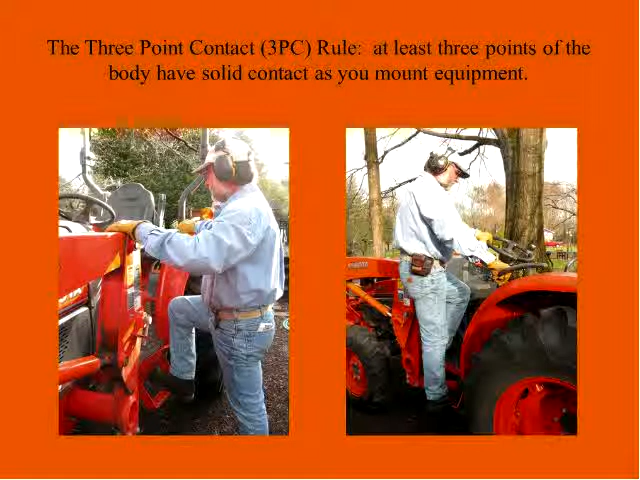 The Three Point Contact (3PC) Rule:  at least three points of the
body have solid contact as you mount equipment.